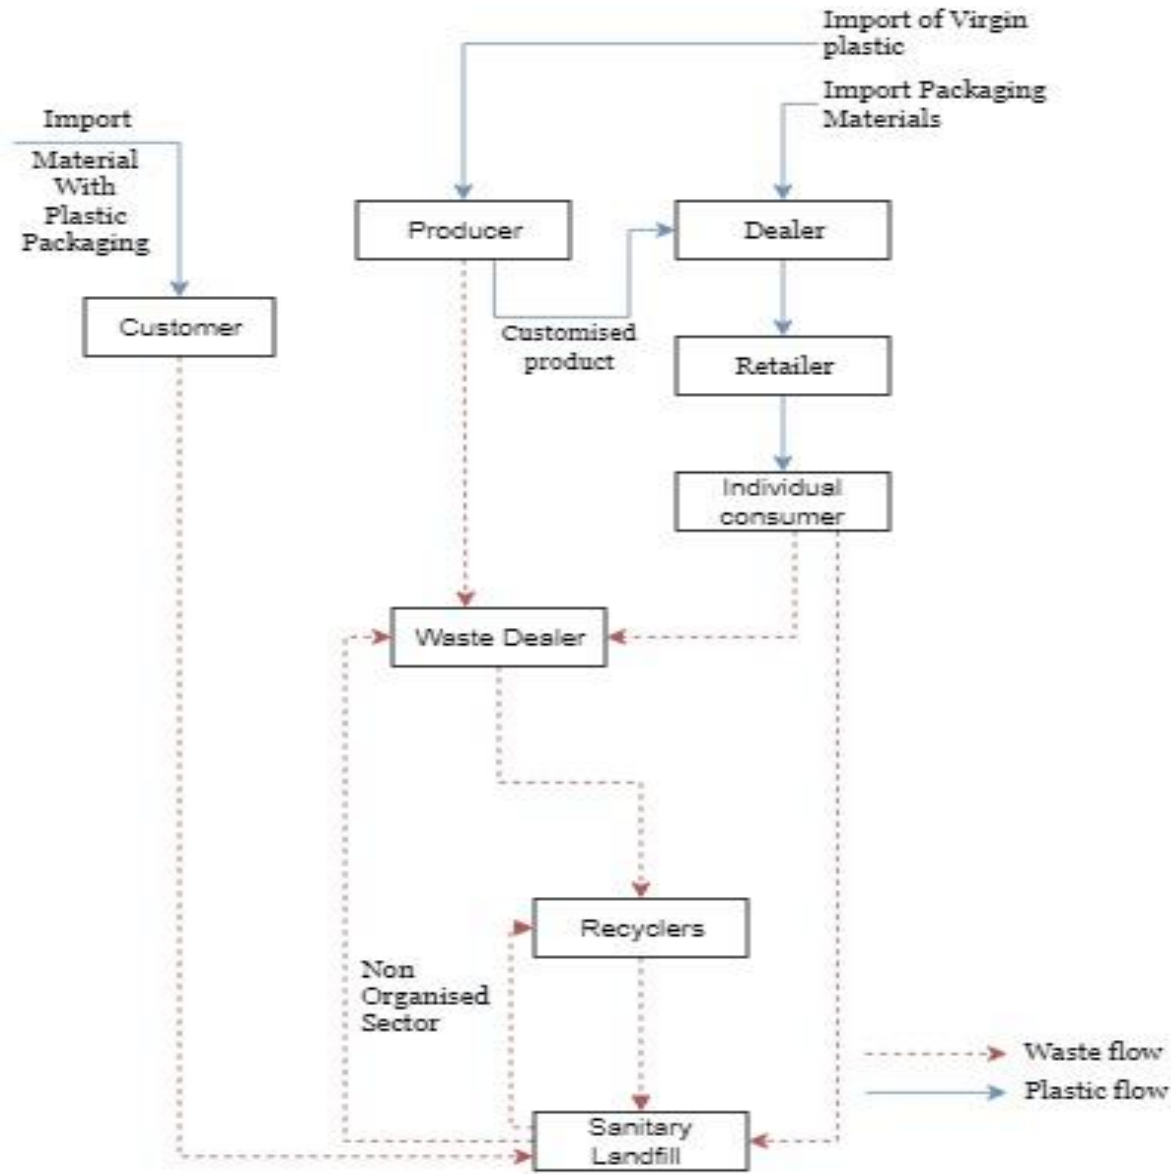 Import of Virgin
plastic
Import Packaging
Materials
Import
Material
With
Plastic
Packaging
Producer
Dealer
Customer
Customised
product
Retailer
Individual
consumer
Waste Dealer
Recyclers
Non
Organised
Sector
Waste flow
Plastic flow
Sanitary
Landfill